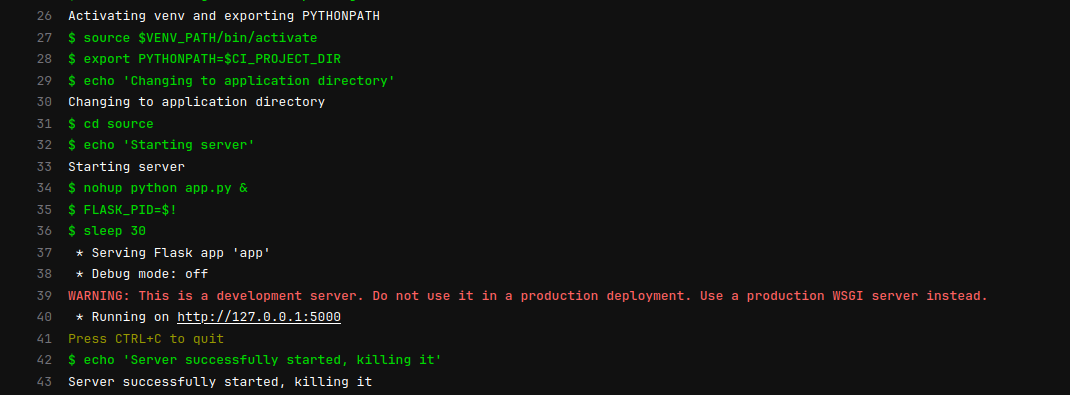 26 Activating venv and exporting PYTHONPATH
27 $ source $VENV_PATH/bin/activate
28 $ export PYTHONPATH=$CI_PROJECT_DIR
29 $ echo 'Changing to application directory'
30 Changing to application directory
31 $ cd source
32 $ echo 'Starting server'
33 Starting server
34 $ nohup python app.py &
35 $ FLASK_PID=$!
36 $ sleep 30
37  * Serving Flask app 'app'
38  * Debug mode: off
39 WARNING: This is a development server. Do not use it in a production deployment. Use a production WSGI server instead.
40  * Running on http://127.0.0.1:5000
41 Press CTRL+C to quit
42 $ echo 'Server successfully started, killing it'
43 Server successfully started, killing it